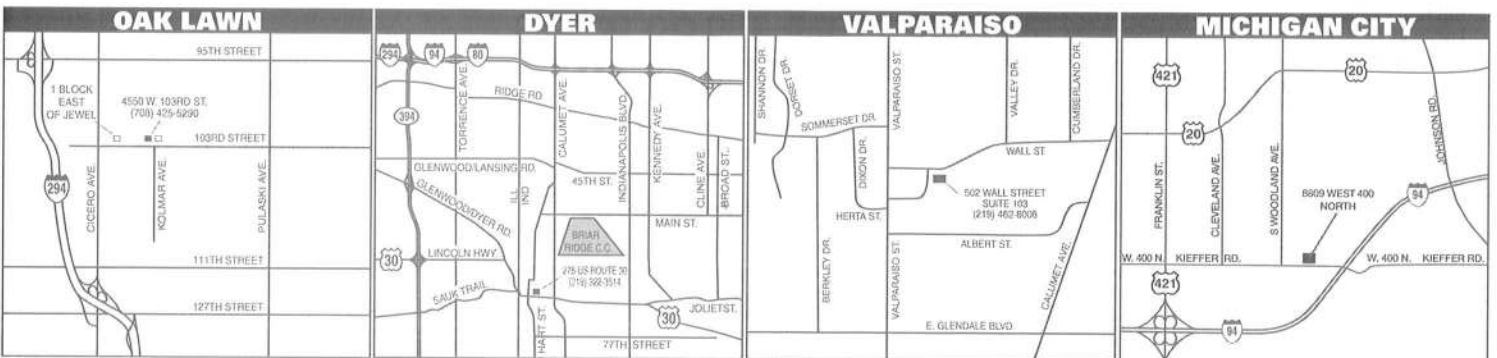 OAK LAWN
95TH STREET
1 BLOCK
EAST
OF JEWEL
4550 W. 103RD ST.
(708) 425-5290
103RD STREET
294
CICERO AVE.
KOLMAR AVE.
PULASKI AVE.
111TH STREET
127TH STREET
DYER
294
94
80
RIDGE RD
394
TORRENCE AVE.
CALUMET AVE.
INDIANAPOLIS BLVD.
KENNEDY AVE.
CLINE AVE.
BROAD ST.
GLENWOOD/LANSING RD.
ILL
IND
45TH ST.
GLENWOOD/DYER RD.
MAIN ST.
BRIAR
RIDGE C.C.
30
LINCOLN HWY
SAUK TRAIL
JOLIET ST.
30
HART ST.
77TH STREET
VALPARAISO
SHANNON DR.
DORSET DR.
VALPARAISO ST.
VALLEY DR.
CUMBERLAND DR.
SOMMERSET DR.
DIXON DR.
WALL ST.
502 WALL STREET
SUITE 103
(219) 462-8006
HERTA ST.
BERKLEY DR.
VALPARAISO ST.
ALBERT ST.
CALUMET AVE.
E. GLENDALE BLVD
MICHIGAN CITY
421
20
20
JOHNSON RD.
FRANKLIN ST.
CLEVELAND AVE.
S WOODLAND AVE.
8809 WEST 400
NORTH
94
W. 400 N. KIEFFER RD.
W. 400 N. KIEFFER RD.
421
94